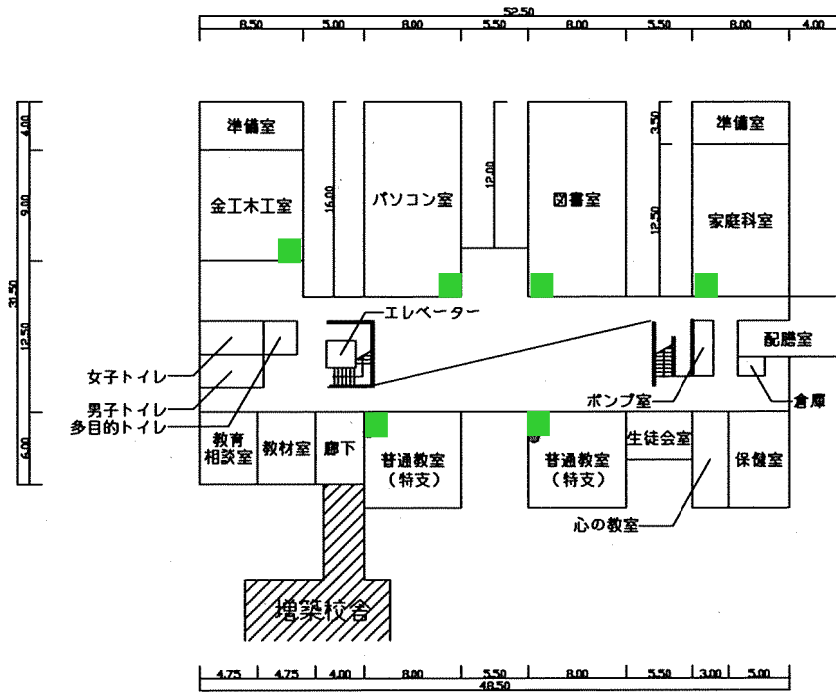 52.50
8.50 5.00 8.00 5.50 8.00 5.50 8.00 4.00
準備室
準備室
4.00
3.50
金工木工室
パソコン室
図書室
家庭科室
9.00
16.00
12.00
12.50
31.50
エレベーター
12.50
配膳室
女子トイレ
男子トイレ
多目的トイレ
ポンプ室
倉庫
教育
相談室
教材室
廊下
普通教室
(特支)
普通教室
(特支)
生徒会室
保健室
6.00
心の教室
増築校舎
4.75 4.75 4.00 8.00 5.50 8.00 5.50 3.00 5.00
48.50